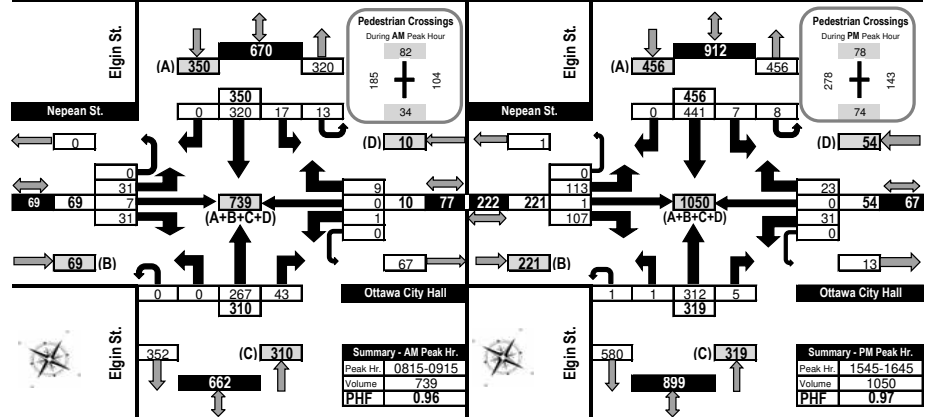 Elgin St.
670
(A) 350
320
Pedestrian Crossings
During AM Peak Hour
82
185
104
34
350
0 320 17 13
Nepean St.
0
(D) 10
0
31
7
31
69 69
739
(A+B+C+D)
9
0
1
0
10 77
69 (B)
67
0 0 267 43
310
Ottawa City Hall
Elgin St.
352
(C) 310
662
Summary - AM Peak Hr.
Peak Hr. 0815-0915
Volume 739
PHF 0.96
Elgin St.
912
(A) 456
456
Pedestrian Crossings
During PM Peak Hour
78
278
143
74
456
0 441 7 8
Nepean St.
1
(D) 54
0
113
1
107
222 221
1050
(A+B+C+D)
23
0
31
0
54 67
221 (B)
13
1 1 312 5
319
Ottawa City Hall
Elgin St.
580
(C) 319
899
Summary - PM Peak Hr.
Peak Hr. 1545-1645
Volume 1050
PHF 0.97